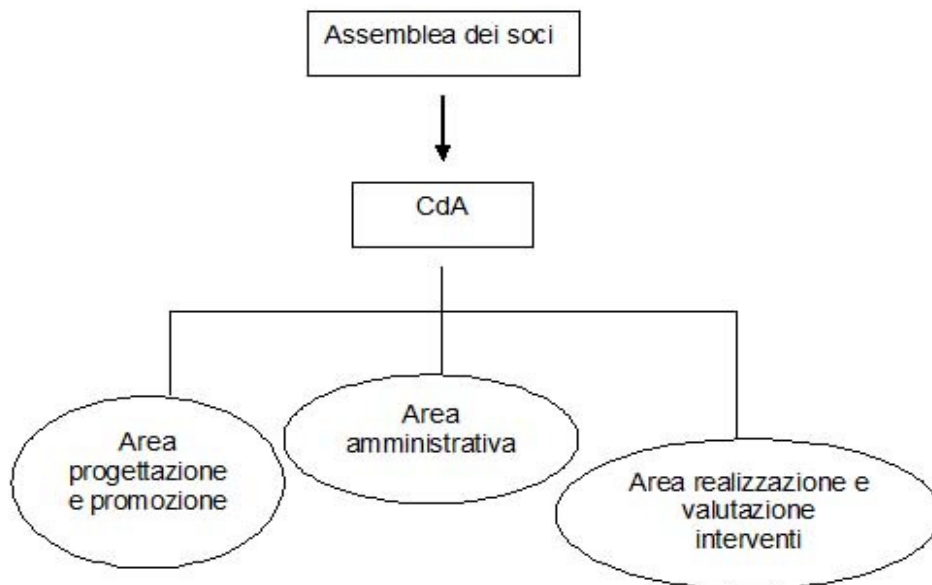 Assemblea dei soci
CdA
Area
progettazione
e promozione
Area
amministrativa
Area realizzazione e
valutazione
interventi